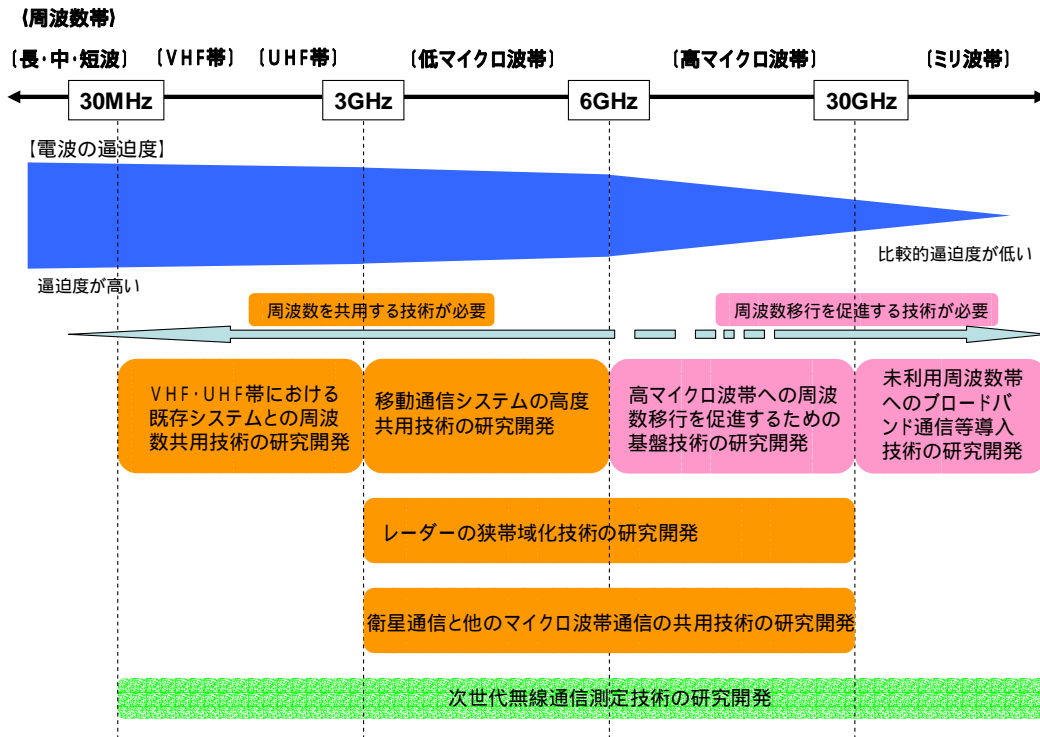 《周波数帯》
〔長・中・短波〕 〔VHF帯〕 〔UHF帯〕 〔低マイクロ波帯〕 〔高マイクロ波帯〕 〔ミリ波帯〕
30MHz 3GHz 6GHz 30GHz
【電波の逼迫度】
比較的逼迫度が低い
逼迫度が高い
周波数を共用する技術が必要
周波数移行を促進する技術が必要
VHF・UHF帯における
既存システムとの周波
数共用技術の研究開発
移動通信システムの高度
共用技術の研究開発
高マイクロ波帯への周波
数移行を促進するための
基盤技術の研究開発
未利用周波数帯
へのブロードバ
ンド通信等導入
技術の研究開発
レーダーの狭帯域化技術の研究開発
衛星通信と他のマイクロ波帯通信の共用技術の研究開発
次世代無線通信測定技術の研究開発